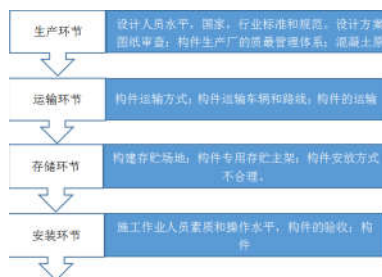 生产环节
设计人员水平，国家，行业标准和规范，设计方案
图纸审查；构件生产厂的质量管理体系；混凝土原
运输环节
构件运输方式；构件运输车辆和路线；构件的运输
存储环节
构建存贮场地；构件专用存贮主架；构件安放方式
不合理。
安装环节
施工作业人员素质和操作水平，构件的验收；构
件